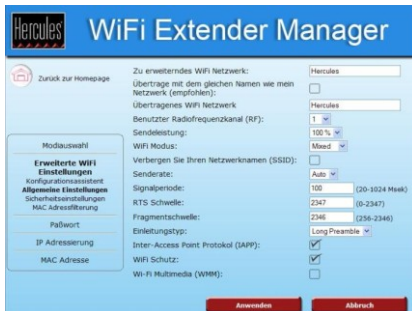 Hercules
WiFi Extender Manager
Zurück zur Homepage
Modiauswahl
Erweiterte WiFi
Einstellungen
Konfigurationsassistent
Allgemeine Einstellungen
Sicherheitseinstellungen
MAC Adressfilterung
Paßwort
IP Adressierung
MAC Adresse
Zu erweiterndes WiFi Netzwerk: Hercules
Übertrage mit dem gleichen Namen wie mein
Netzwerk (empfohlen):
Übertragenes WiFi Netzwerk Hercules
Benutzter Radiofrequenzkanal (RF): 1
Sendeleistung: 100 %
WiFi Modus: Mixed
Verbergen Sie Ihren Netzwerknamen (SSID):
Senderate: Auto
Signalperiode: 100 (20-1024 Msek)
RTS Schwelle: 2347 (0-2347)
Fragmentschwelle: 2346 (256-2346)
Einleitungstyp: Long Preamble
Inter-Access Point Protokol (IAPP):
WiFi Schutz:
Wi-Fi Multimedia (WMM):
Anwenden Abbruch